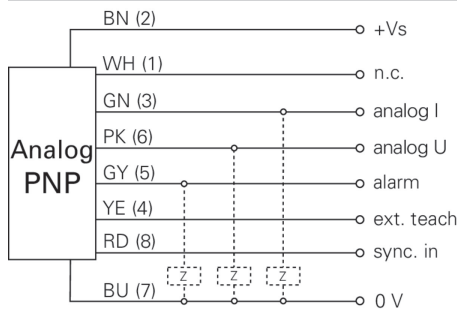 BN (2) +Vs
WH (1) n.c.
GN (3) analog I
PK (6) analog U
Analog
PNP
GY (5) alarm
YE (4) ext. teach
RD (8) sync. in
Z Z Z
BU (7) 0 V